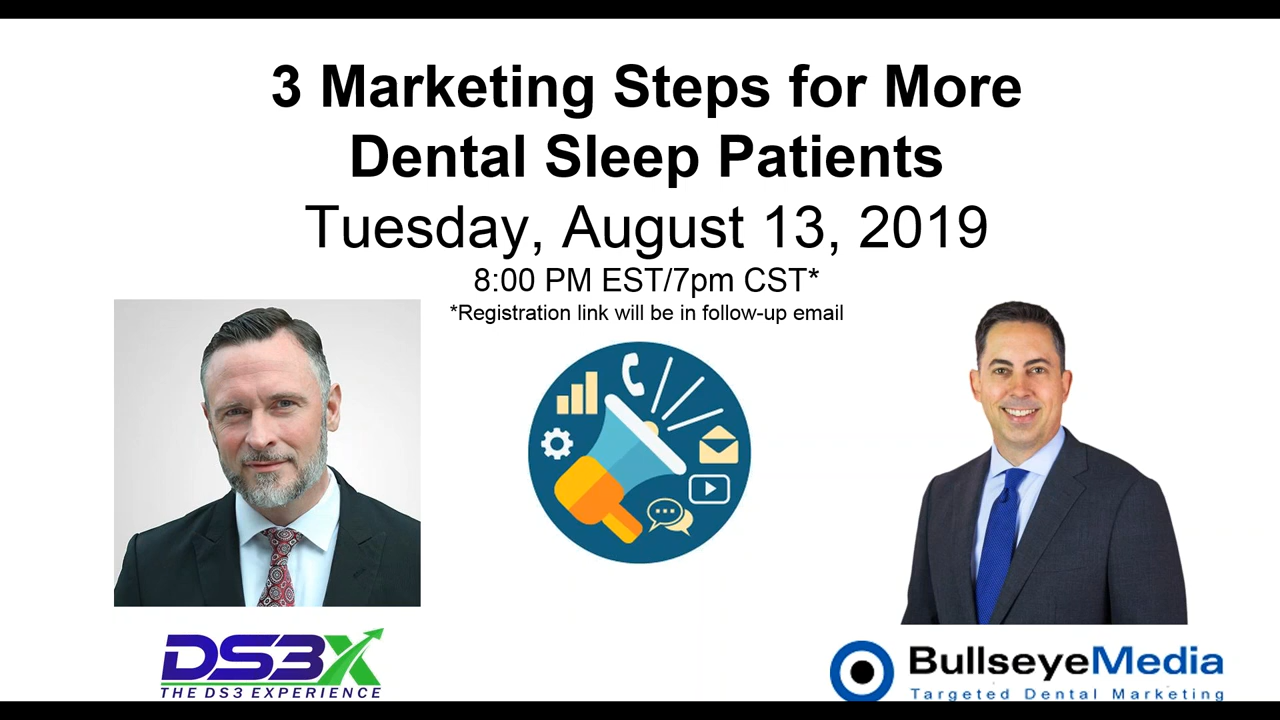 3 Marketing Steps for More
Dental Sleep Patients
Tuesday, August 13, 2019
8:00 PM EST/7pm CST*
*Registration link will be in follow-up email
DS3X
THE DS3 EXPERIENCE
BullseyeMedia
Targeted Dental Marketing